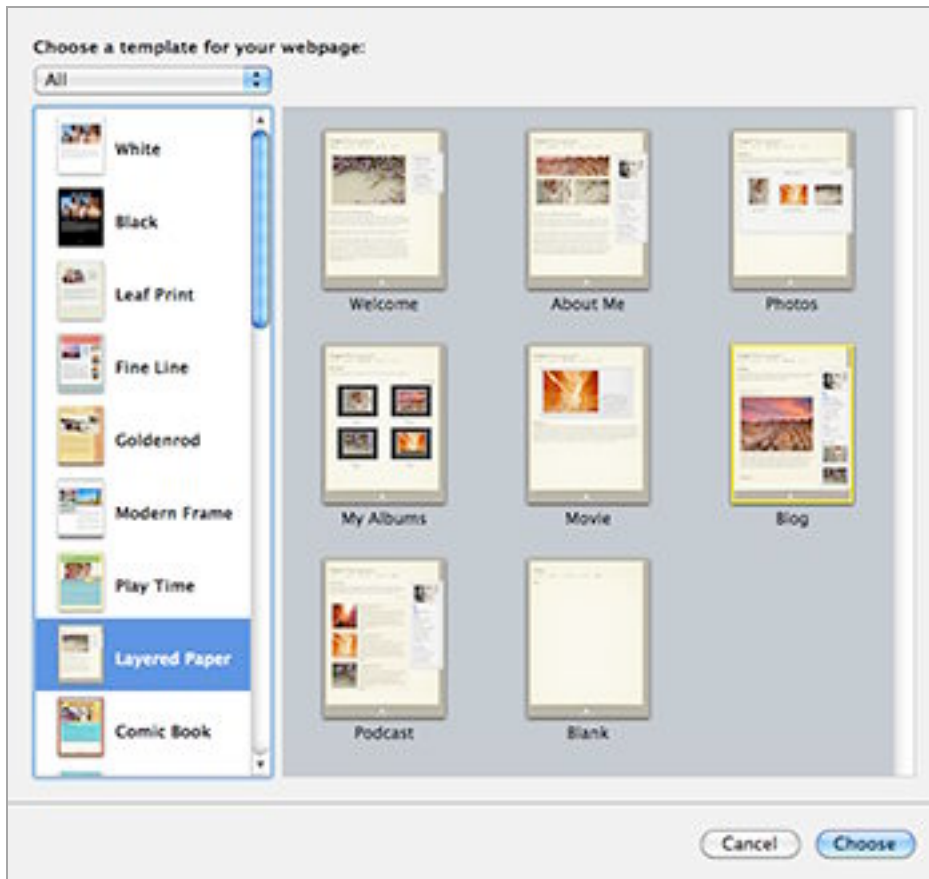 Choose a template for your webpage:
All
White
Black
Leaf Print
Fine Line
Goldenrod
Modern Frame
Play Time
Layered Paper
Comic Book
Welcome
About Me
Photos
My Albums
Movie
Blog
Podcast
Blank
Cancel
Choose